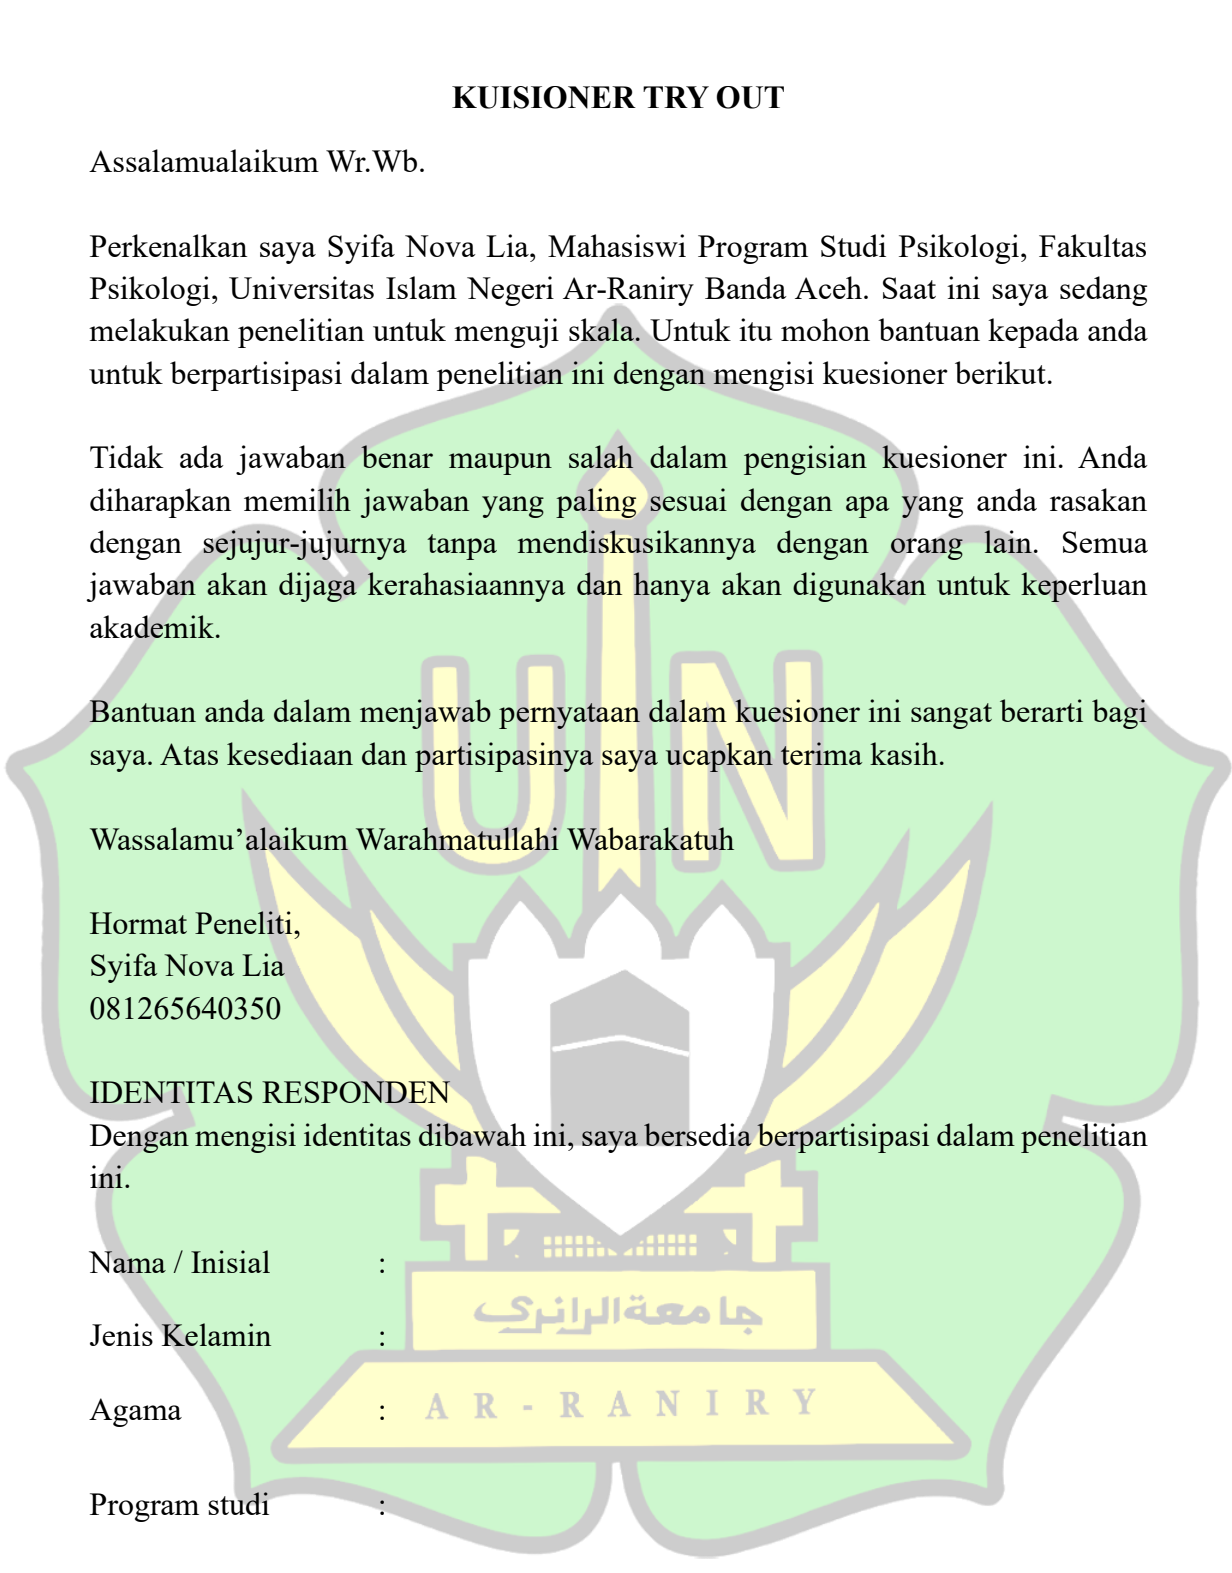 KUISIONER TRY OUT
Assalamualaikum Wr.Wb.
Perkenalkan saya Syifa Nova Lia, Mahasiswi Program Studi Psikologi, Fakultas
Psikologi, Universitas Islam Negeri Ar-Raniry Banda Aceh. Saat ini saya sedang
melakukan penelitian untuk menguji skala. Untuk itu mohon bantuan kepada anda
untuk berpartisipasi dalam penelitian ini dengan mengisi kuesioner berikut.
Tidak ada jawaban benar maupun salah dalam pengisian kuesioner ini. Anda
diharapkan memilih jawaban yang paling sesuai dengan apa yang anda rasakan
dengan sejujur-jujurnya tanpa mendiskusikannya dengan orang lain. Semua
jawaban akan dijaga kerahasiaannya dan hanya akan digunakan untuk keperluan
akademik.
UIN
Bantuan anda dalam menjawab pernyataan dalam kuesioner ini sangat berarti bagi
saya. Atas kesediaan dan partisipasinya saya ucapkan terima kasih.
Wassalamu’alaikum Warahmatullahi Wabarakatuh
Hormat Peneliti,
Syifa Nova Lia
081265640350
IDENTITAS RESPONDEN
Dengan mengisi identitas dibawah ini, saya bersedia berpartisipasi dalam penelitian
ini.
Nama / Inisial :
جامعة الرانري
Jenis Kelamin :
Agama :
AR-RANIRY
Program studi :